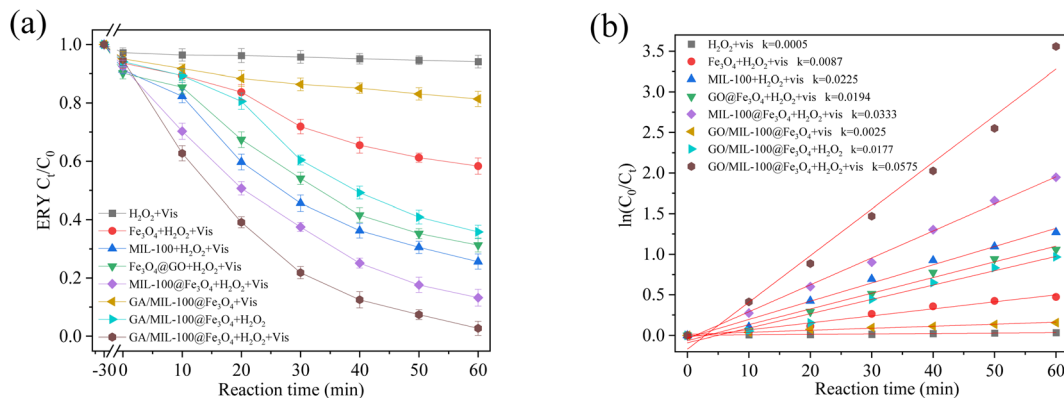 (a)
ERY Ct/C0
1.0
0.8
0.6
0.4
0.2
0.0
H2O2+Vis
Fe3O4+H2O2+Vis
MIL-100+H2O2+Vis
Fe3O4@GO+H2O2+Vis
MIL-100@Fe3O4+H2O2+Vis
GA/MIL-100@Fe3O4+Vis
GA/MIL-100@Fe3O4+H2O2
GA/MIL-100@Fe3O4+H2O2+Vis
-30 0 10 20 30 40 50 60
Reaction time (min)
(b)
ln(C0/Ct)
3.5
3.0
2.5
2.0
1.5
1.0
0.5
0.0
H2O2+vis k=0.0005
Fe3O4+H2O2+vis k=0.0087
MIL-100+H2O2+vis k=0.0225
GO@Fe3O4+H2O2+vis k=0.0194
MIL-100@Fe3O4+H2O2+vis k=0.0333
GO/MIL-100@Fe3O4+vis k=0.0025
GO/MIL-100@Fe3O4+H2O2 k=0.0177
GO/MIL-100@Fe3O4+H2O2+vis k=0.0575
0 10 20 30 40 50 60
Reaction time (min)